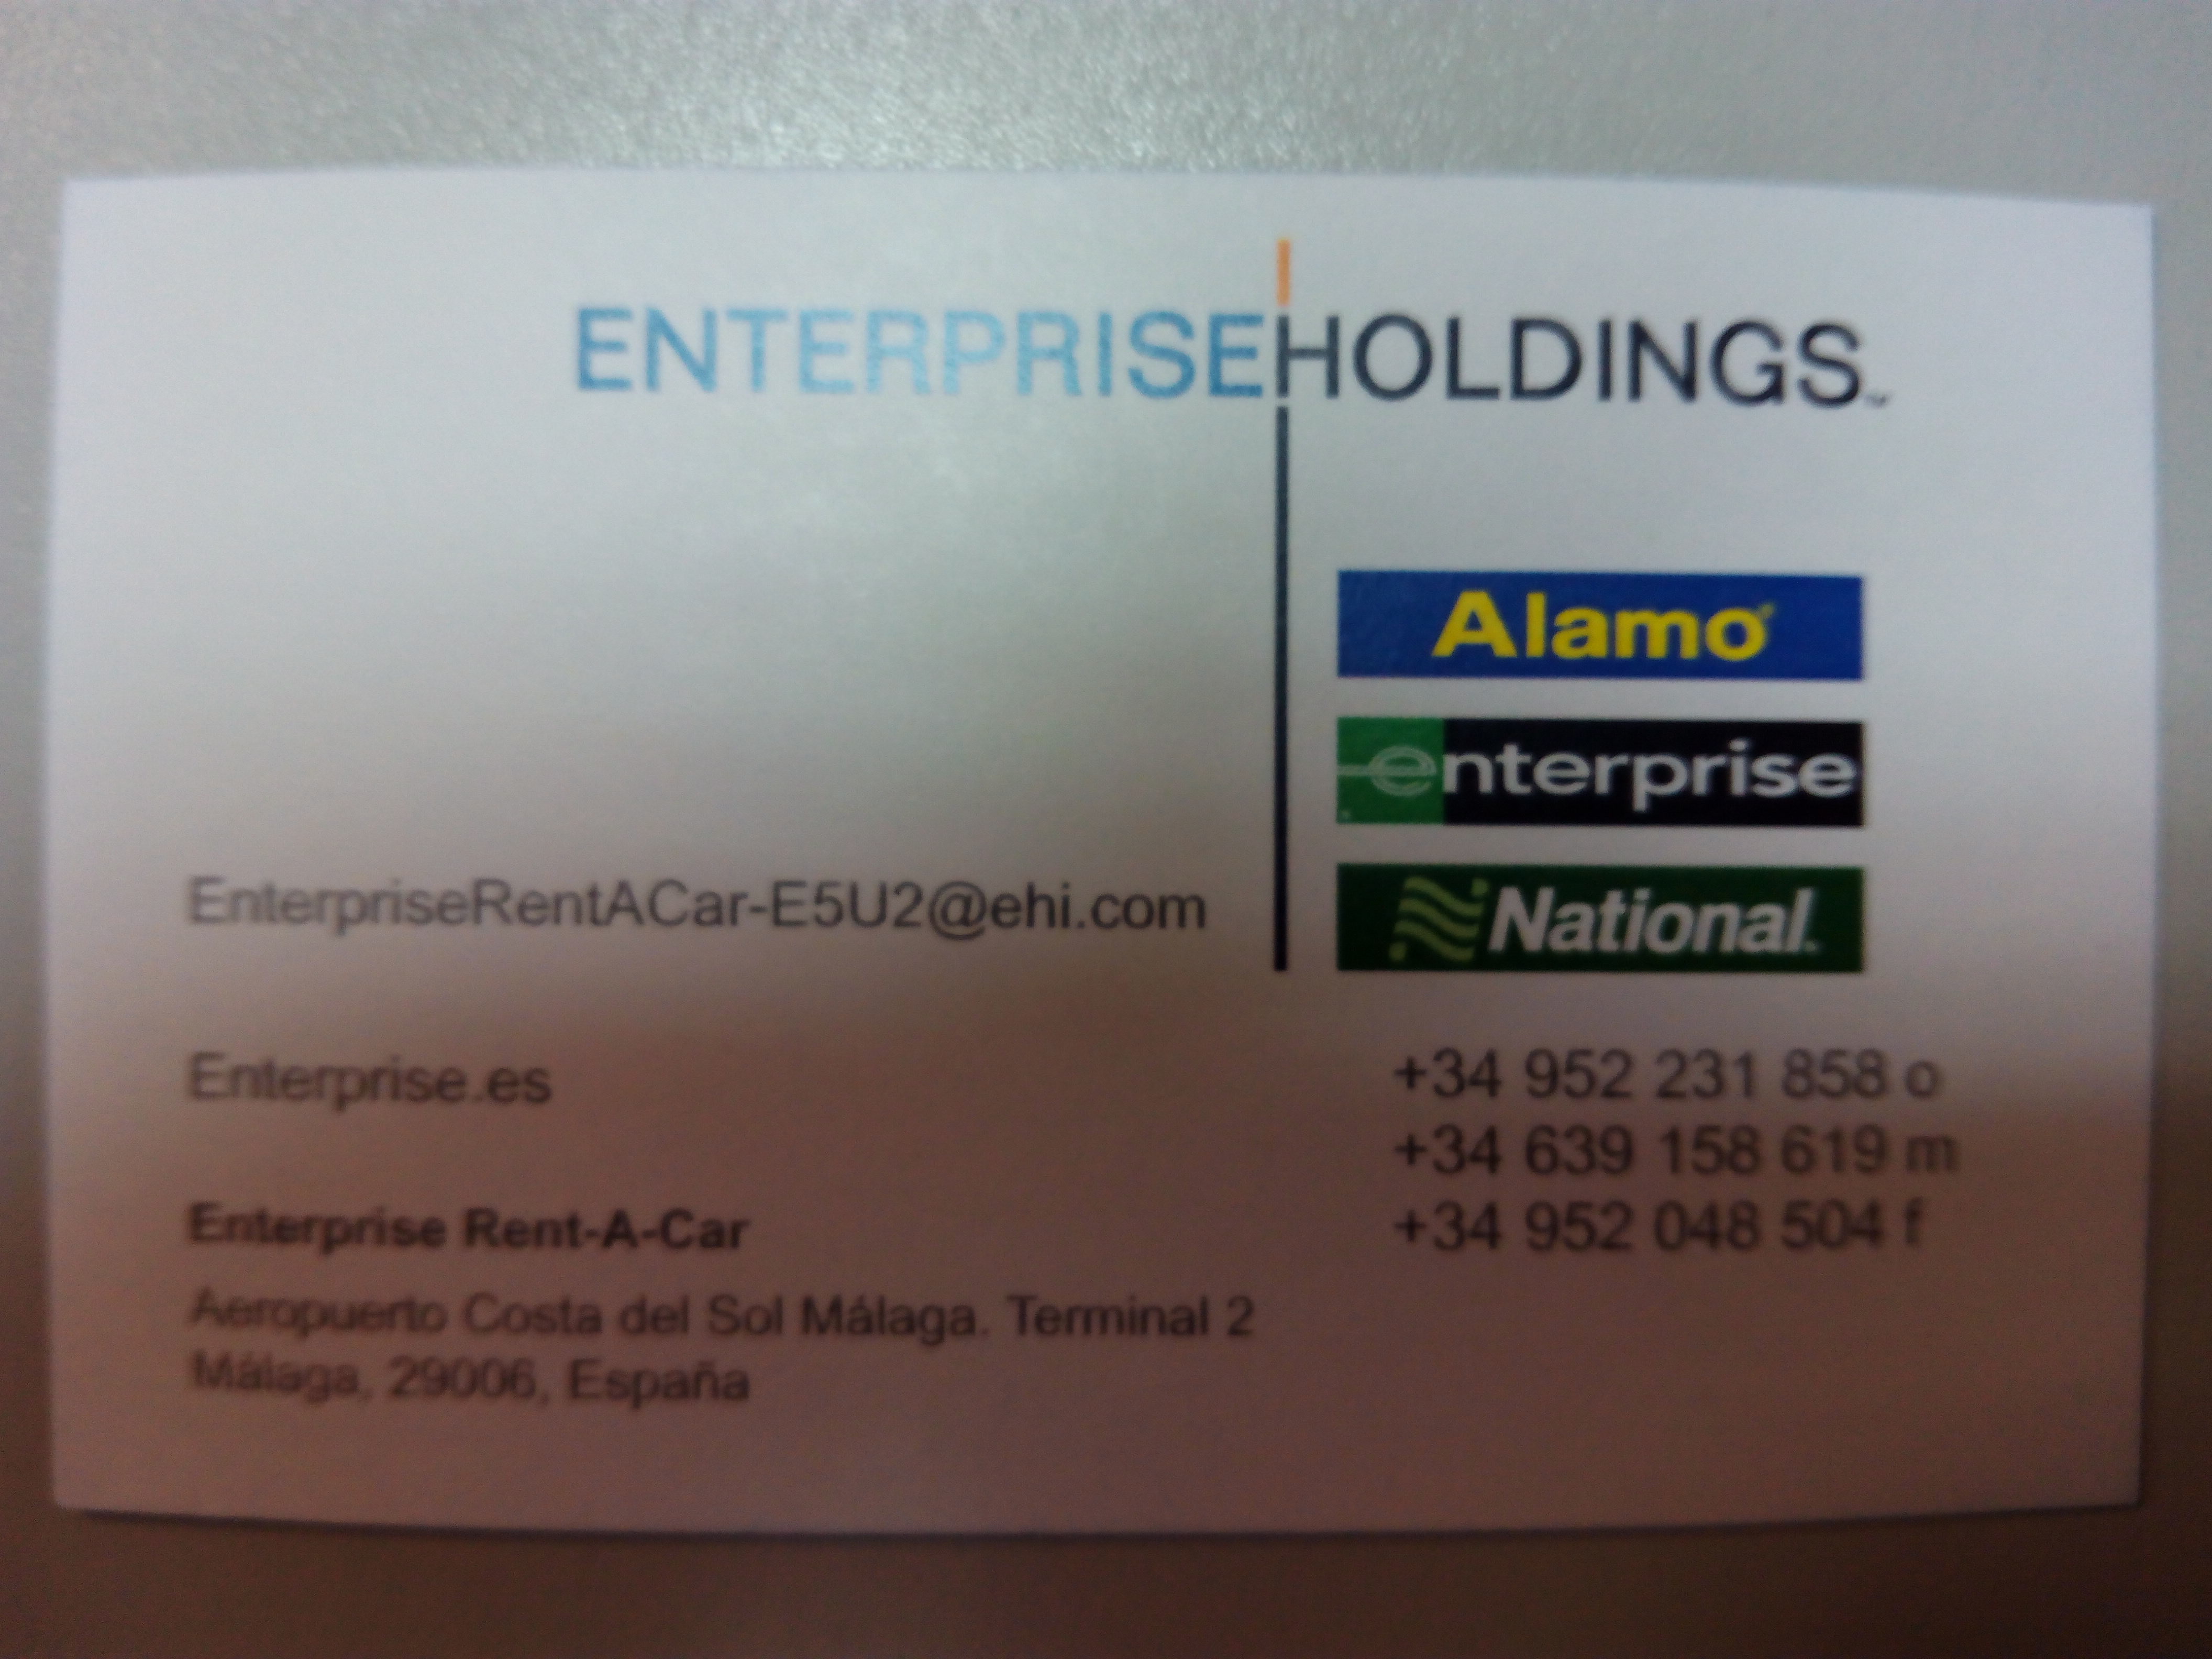 ENTERPRISEHOLDINGS™
Alamo®
enterprise
National.
EnterpriseRentACar-E5U2@ehi.com
Enterprise.es
Enterprise Rent-A-Car
Aeropuerto Costa del Sol Málaga. Terminal 2
Málaga, 29006, España
+34 952 231 858 o
+34 639 158 619 m
+34 952 048 504 f